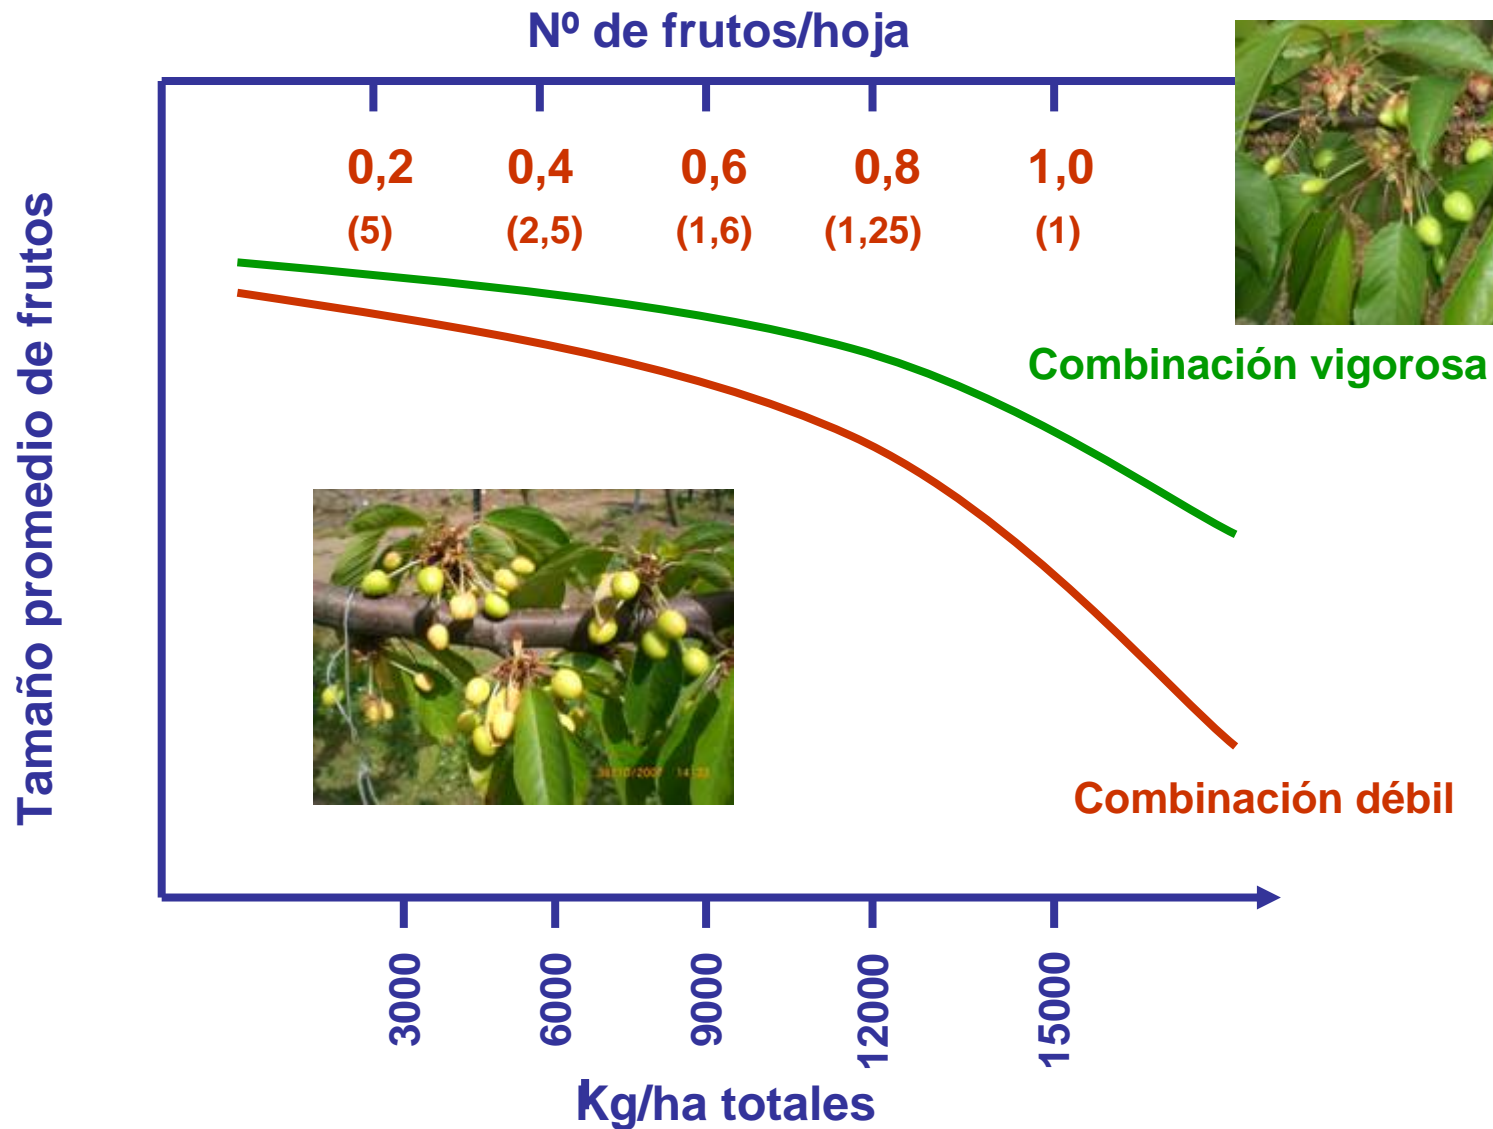 Nº de frutos/hoja
0,2 0,4 0,6 0,8 1,0
(5) (2,5) (1,6) (1,25) (1)
Tamaño promedio de frutos
Combinación vigorosa
Combinación débil
3000 6000 9000 12000 15000
Kg/ha totales